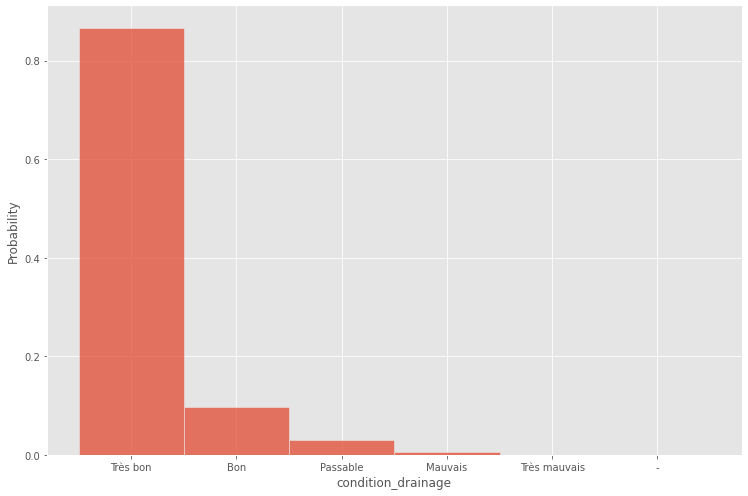 Probability
0.8
0.6
0.4
0.2
0.0
Très bon Bon Passable Mauvais Très mauvais -
condition_drainage